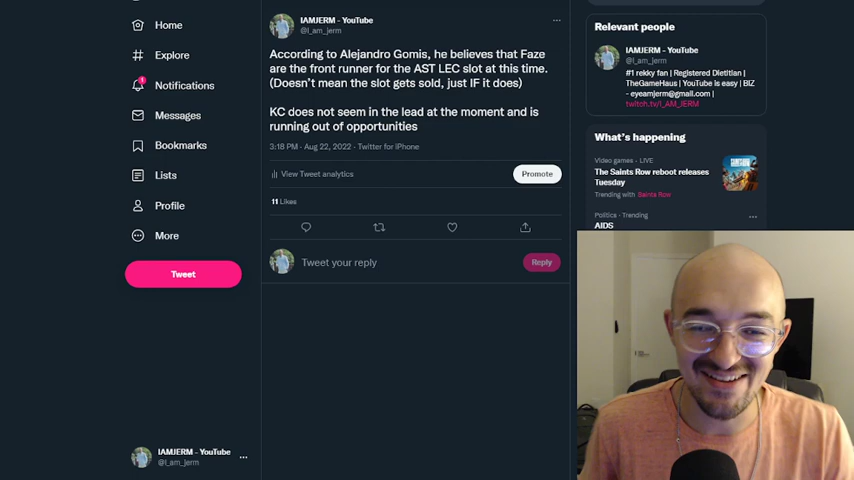 Home
Explore
1
Notifications
Messages
Bookmarks
Lists
Profile
More
Tweet
IAMJERM - YouTube
@I_am_jerm
IAMJERM - YouTube
@I_am_jerm
According to Alejandro Gomis, he believes that Faze
are the front runner for the AST LEC slot at this time.
(Doesn't mean the slot gets sold, just IF it does)
KC does not seem in the lead at the moment and is
running out of opportunities
3:18 PM · Aug 22, 2022 · Twitter for iPhone
View Tweet analytics
Promote
11 Likes
Tweet your reply
Reply
Relevant people
IAMJERM - YouTube
@I_am_jerm
#1 rekky fan | Registered Dietitian |
TheGameHaus | YouTube is easy | BIZ
- eyeamjerm@gmail.com |
twitch.tv/I_AM_JERM
What's happening
Video games · LIVE
The Saints Row reboot releases
Tuesday
Trending with Saints Row
Politics · Trending
AIDS